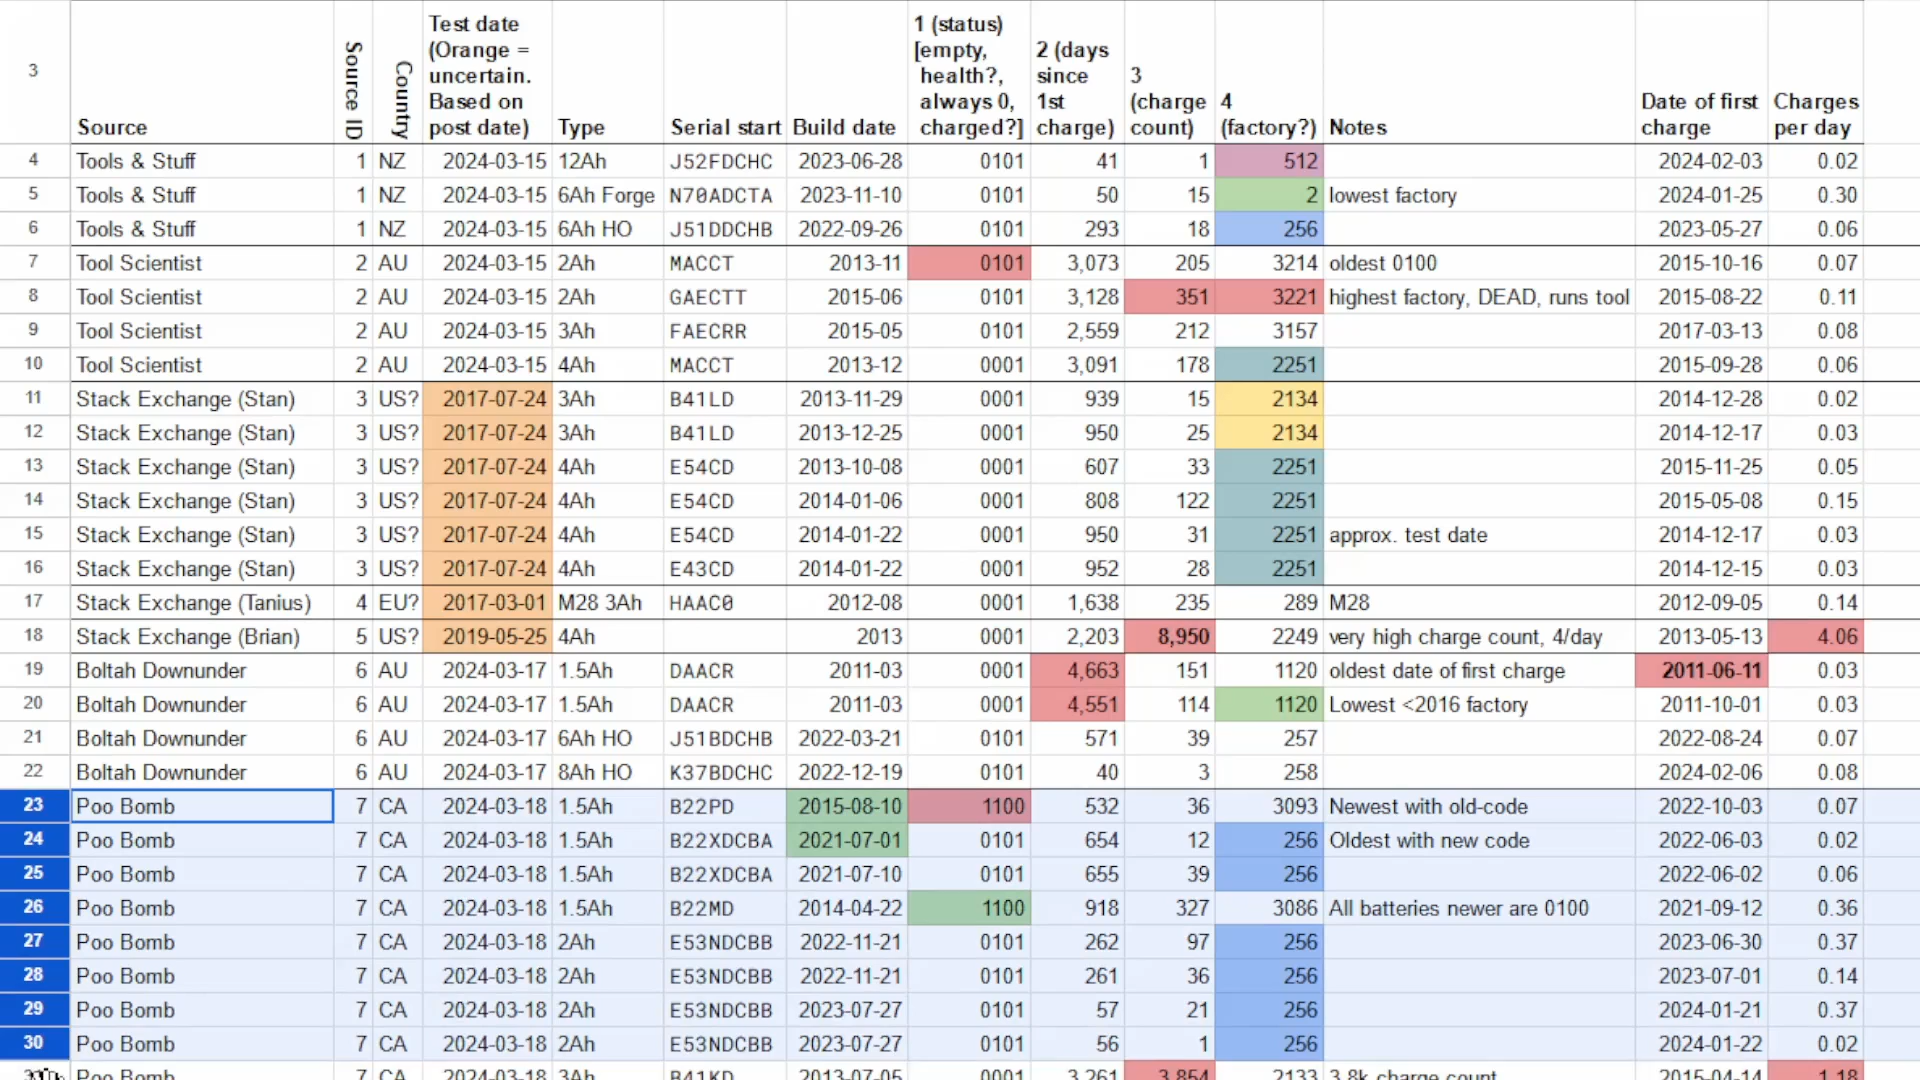 3 Source Source ID Country Test date (Orange = uncertain. Based on post date) Type Serial start Build date 1 (status) [empty, health?, always 0, charged?] 2 (days since 1st charge) 3 (charge count) 4 (factory?) Notes Date of first charge Charges per day
4 Tools & Stuff 1 NZ 2024-03-15 12Ah J52FDCHC 2023-06-28 0101 41 1 512 2024-02-03 0.02
5 Tools & Stuff 1 NZ 2024-03-15 6Ah Forge N70ADCTA 2023-11-10 0101 50 15 2 lowest factory 2024-01-25 0.30
6 Tools & Stuff 1 NZ 2024-03-15 6Ah HO J51DDCHB 2022-09-26 0101 293 18 256 2023-05-27 0.06
7 Tool Scientist 2 AU 2024-03-15 2Ah MACCT 2013-11 0101 3,073 205 3214 oldest 0100 2015-10-16 0.07
8 Tool Scientist 2 AU 2024-03-15 2Ah GAECTT 2015-06 0101 3,128 351 3221 highest factory, DEAD, runs tool 2015-08-22 0.11
9 Tool Scientist 2 AU 2024-03-15 3Ah FAECRR 2015-05 0101 2,559 212 3157 2017-03-13 0.08
10 Tool Scientist 2 AU 2024-03-15 4Ah MACCT 2013-12 0001 3,091 178 2251 2015-09-28 0.06
11 Stack Exchange (Stan) 3 US? 2017-07-24 3Ah B41LD 2013-11-29 0001 939 15 2134 2014-12-28 0.02
12 Stack Exchange (Stan) 3 US? 2017-07-24 3Ah B41LD 2013-12-25 0001 950 25 2134 2014-12-17 0.03
13 Stack Exchange (Stan) 3 US? 2017-07-24 4Ah E54CD 2013-10-08 0001 607 33 2251 2015-11-25 0.05
14 Stack Exchange (Stan) 3 US? 2017-07-24 4Ah E54CD 2014-01-06 0001 808 122 2251 2015-05-08 0.15
15 Stack Exchange (Stan) 3 US? 2017-07-24 4Ah E54CD 2014-01-22 0001 950 31 2251 approx. test date 2014-12-17 0.03
16 Stack Exchange (Stan) 3 US? 2017-07-24 4Ah E43CD 2014-01-22 0001 952 28 2251 2014-12-15 0.03
17 Stack Exchange (Tanius) 4 EU? 2017-03-01 M28 3Ah HAAC0 2012-08 0001 1,638 235 289 M28 2012-09-05 0.14
18 Stack Exchange (Brian) 5 US? 2019-05-25 4Ah 2013 0001 2,203 8,950 2249 very high charge count, 4/day 2013-05-13 4.06
19 Boltah Downunder 6 AU 2024-03-17 1.5Ah DAACR 2011-03 0001 4,663 151 1120 oldest date of first charge 2011-06-11 0.03
20 Boltah Downunder 6 AU 2024-03-17 1.5Ah DAACR 2011-03 0001 4,551 114 1120 Lowest <2016 factory 2011-10-01 0.03
21 Boltah Downunder 6 AU 2024-03-17 6Ah HO J51BDCHB 2022-03-21 0101 571 39 257 2022-08-24 0.07
22 Boltah Downunder 6 AU 2024-03-17 8Ah HO K37BDCHC 2022-12-19 0101 40 3 258 2024-02-06 0.08
23 Poo Bomb 7 CA 2024-03-18 1.5Ah B22PD 2015-08-10 1100 532 36 3093 Newest with old-code 2022-10-03 0.07
24 Poo Bomb 7 CA 2024-03-18 1.5Ah B22XDCBA 2021-07-01 0101 654 12 256 Oldest with new code 2022-06-03 0.02
25 Poo Bomb 7 CA 2024-03-18 1.5Ah B22XDCBA 2021-07-10 0101 655 39 256 2022-06-02 0.06
26 Poo Bomb 7 CA 2024-03-18 1.5Ah B22MD 2014-04-22 1100 918 327 3086 All batteries newer are 0100 2021-09-12 0.36
27 Poo Bomb 7 CA 2024-03-18 2Ah E53NDCBB 2022-11-21 0101 262 97 256 2023-06-30 0.37
28 Poo Bomb 7 CA 2024-03-18 2Ah E53NDCBB 2022-11-21 0101 261 36 256 2023-07-01 0.14
29 Poo Bomb 7 CA 2024-03-18 2Ah E53NDCBB 2023-07-27 0101 57 21 256 2024-01-21 0.37
30 Poo Bomb 7 CA 2024-03-18 2Ah E53NDCBB 2023-07-27 0101 56 1 256 2024-01-22 0.02
Poo Bomb 7 CA 2024-03-18 3Ah B41KD 2013-07-05 0001 3,261 3,854 2133 3.8k charge count 2015-04-14 1.18